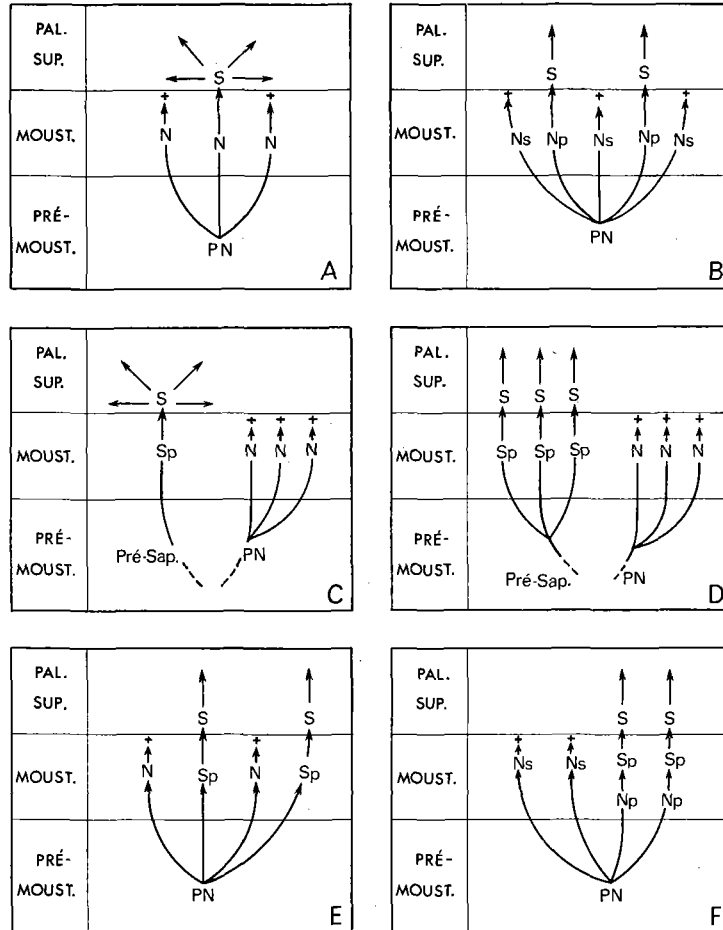 PAL.
SUP.
S
+ +
MOUST.
N N N
PRÉ-
MOUST.
PN
A
PAL.
SUP.
S S
+ + +
MOUST.
Ns Np Ns Np Ns
PRÉ-
MOUST.
PN
B
PAL.
SUP.
S
+ + +
MOUST.
Sp N N N
PRÉ-
MOUST.
Pré-Sap. PN
C
PAL.
SUP.
S S S
+ + +
MOUST.
Sp Sp Sp N N N
PRÉ-
MOUST.
Pré-Sap. PN
D
PAL.
SUP.
S S
+ +
MOUST.
N Sp N Sp
PRÉ-
MOUST.
PN
E
PAL.
SUP.
S S
+ +
MOUST.
Ns Ns Sp Sp
Np Np
PRÉ-
MOUST.
PN
F